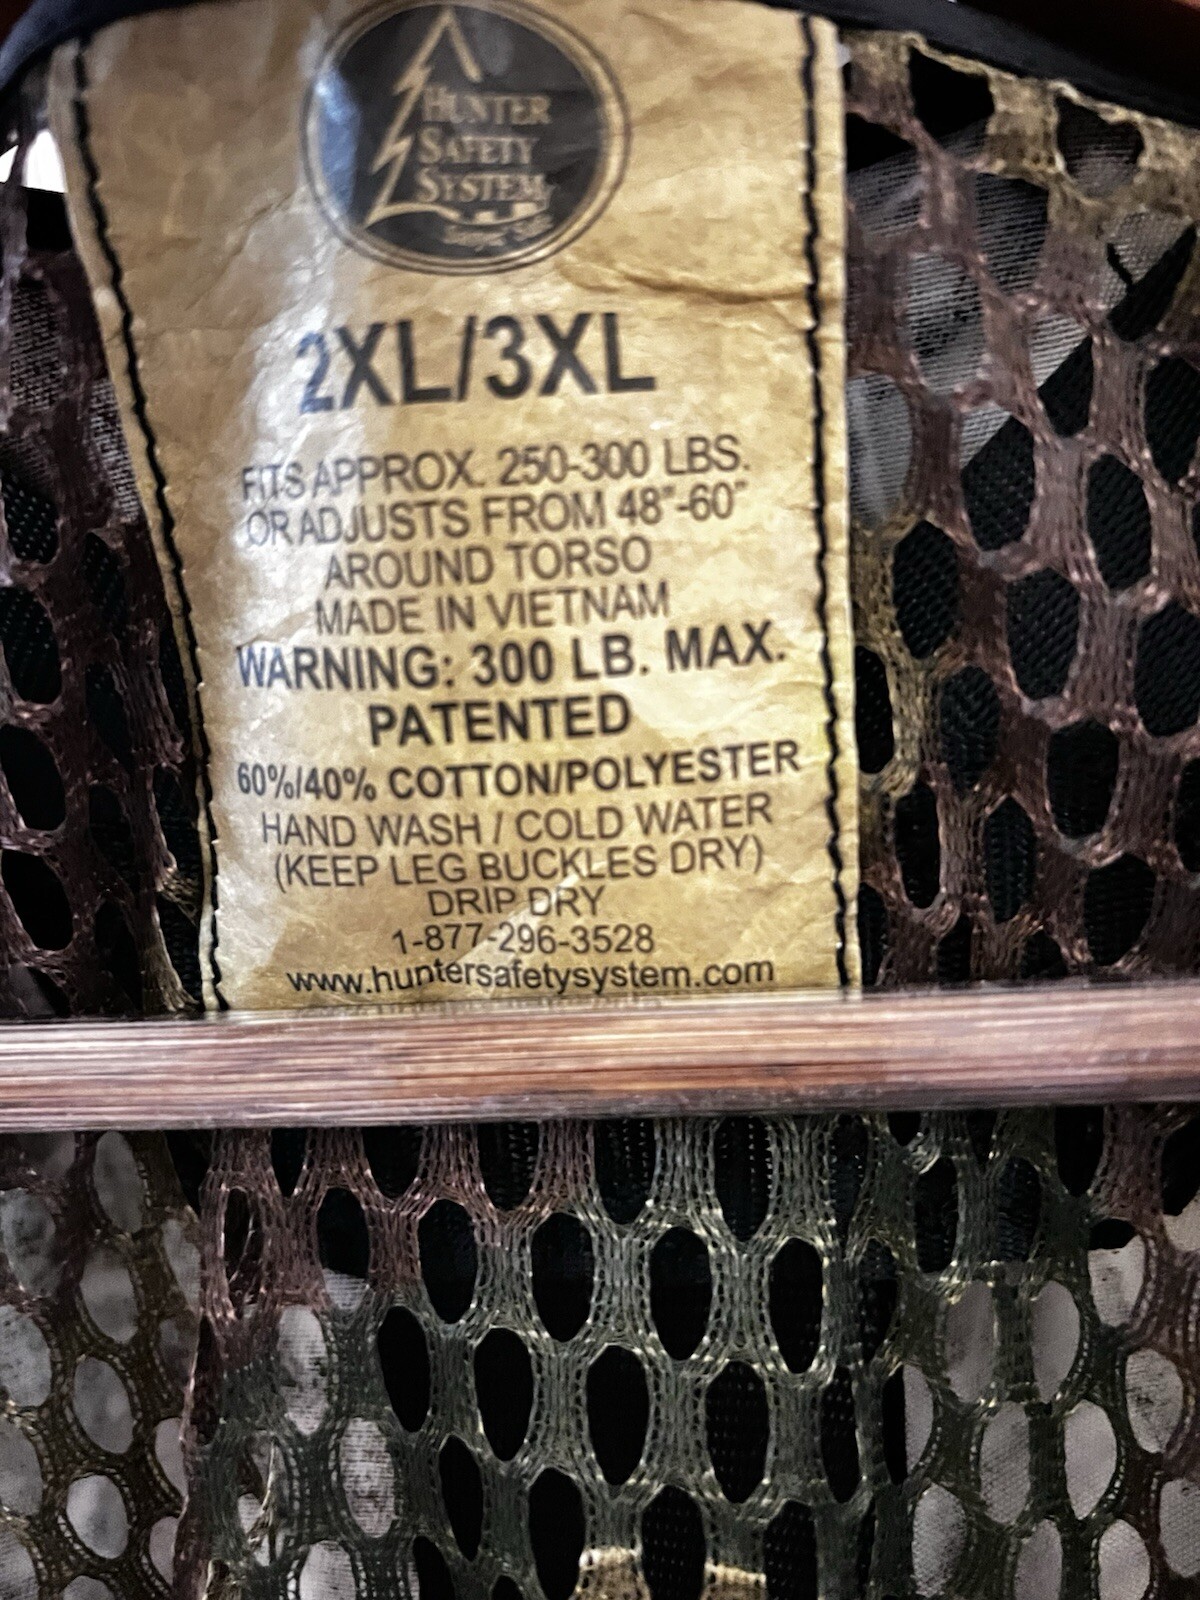 HUNTER
SAFETY
SYSTEM
2XL/3XL
FITS APPROX. 250-300 LBS.
OR ADJUSTS FROM 48"-60"
AROUND TORSO
MADE IN VIETNAM
WARNING: 300 LB. MAX.
PATENTED
60%/40% COTTON/POLYESTER
HAND WASH / COLD WATER
(KEEP LEG BUCKLES DRY)
DRIP DRY
1-877-296-3528
www.huntersafetysystem.com